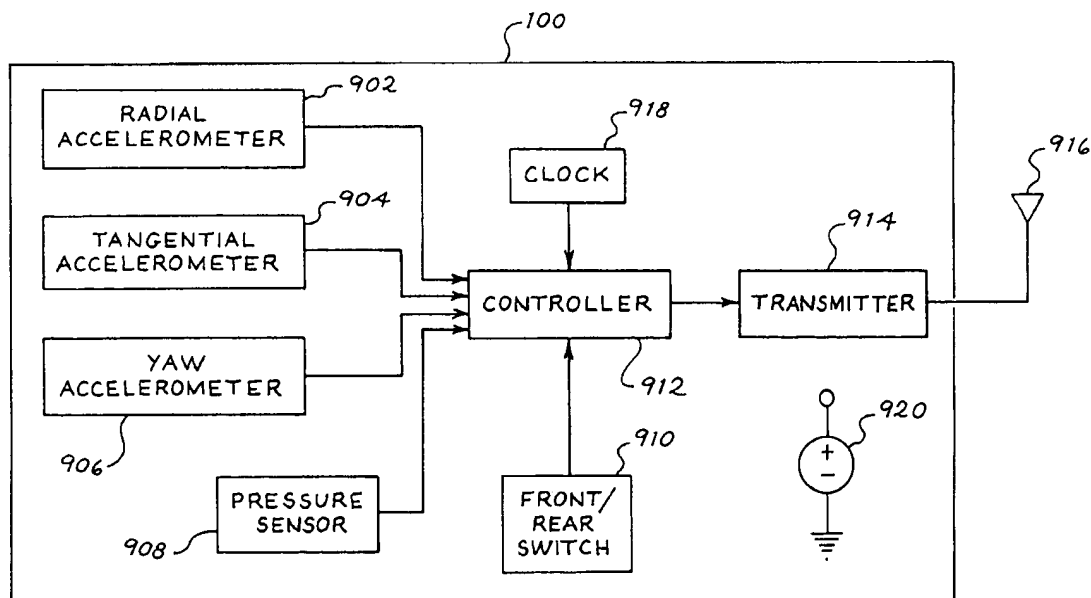 100
902
RADIAL
ACCELEROMETER
918
CLOCK
916
904
TANGENTIAL
ACCELEROMETER
914
CONTROLLER
TRANSMITTER
912
YAW
ACCELEROMETER
906
910
920
+
−
PRESSURE
SENSOR
908
FRONT/
REAR
SWITCH